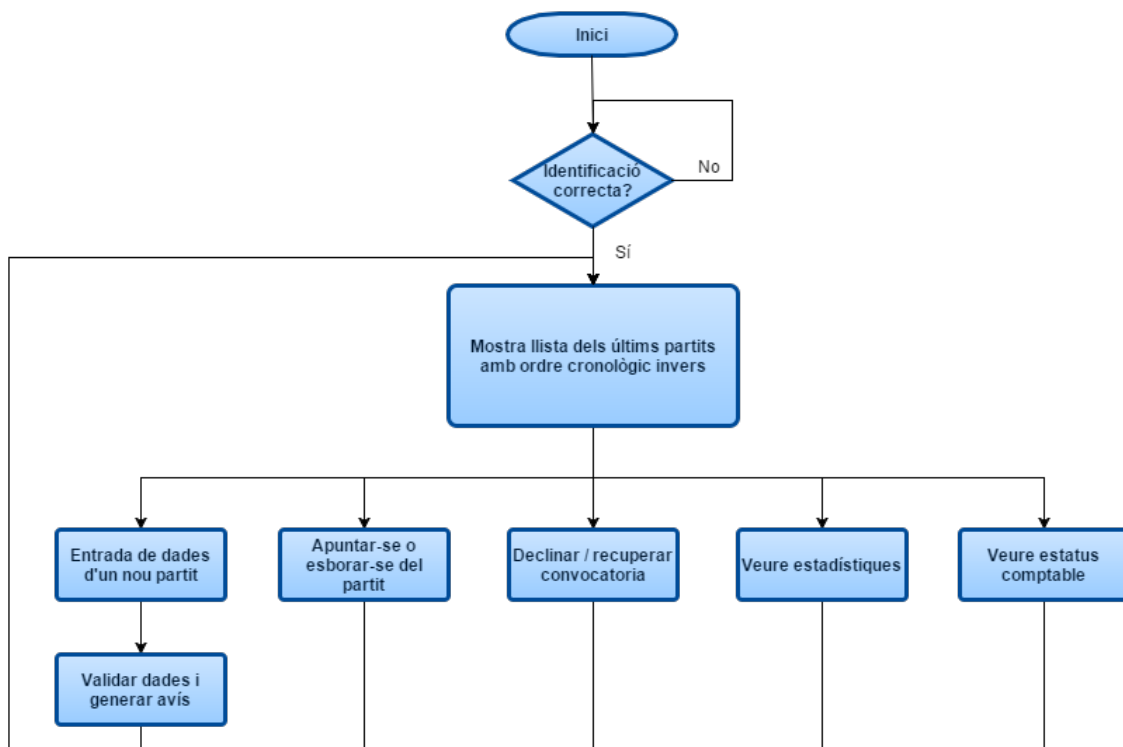 Inici
Identificació
correcta?
No
Sí
Mostra llista dels últims partits
amb ordre cronològic invers
Entrada de dades
d'un nou partit
Apuntar-se o
esborar-se del
partit
Declinar / recuperar
convocatoria
Veure estadístiques
Veure estatus
comptable
Validar dades i
generar avís